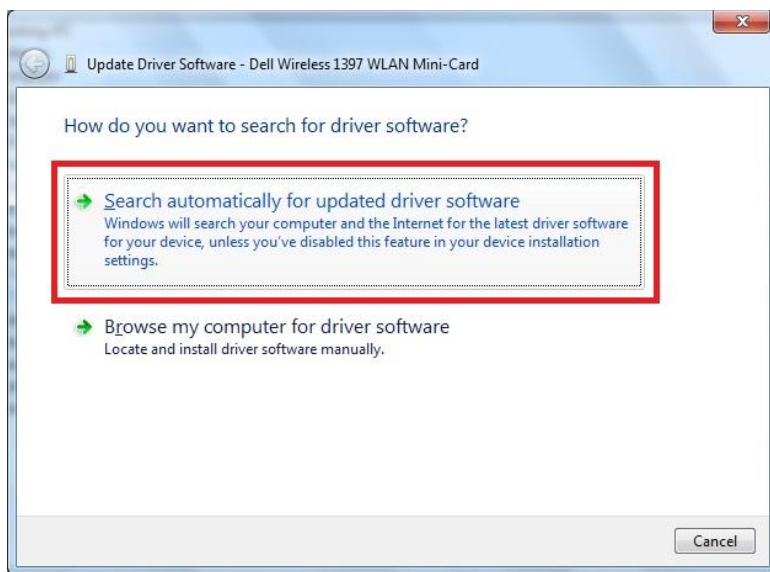 Update Driver Software - Dell Wireless 1397 WLAN Mini-Card
How do you want to search for driver software?
Search automatically for updated driver software
Windows will search your computer and the Internet for the latest driver software
for your device, unless you've disabled this feature in your device installation
settings.
Browse my computer for driver software
Locate and install driver software manually.
Cancel